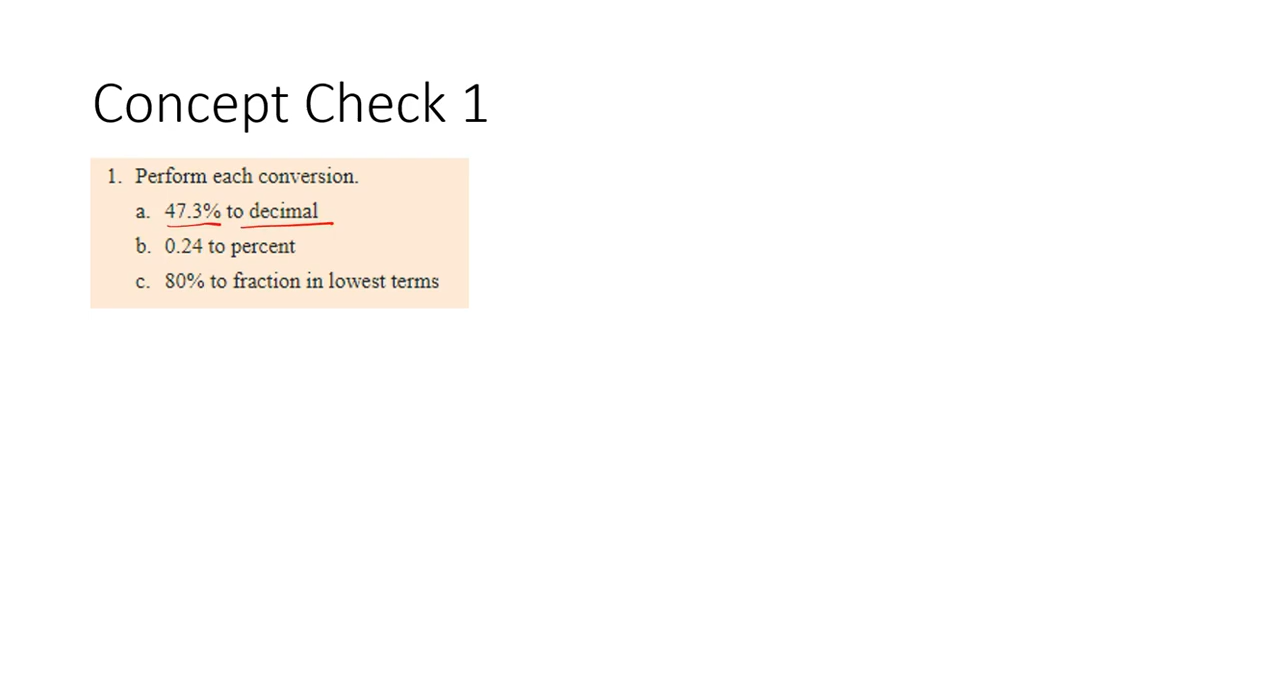 Concept Check 1
1. Perform each conversion.
a. 47.3% to decimal
b. 0.24 to percent
c. 80% to fraction in lowest terms